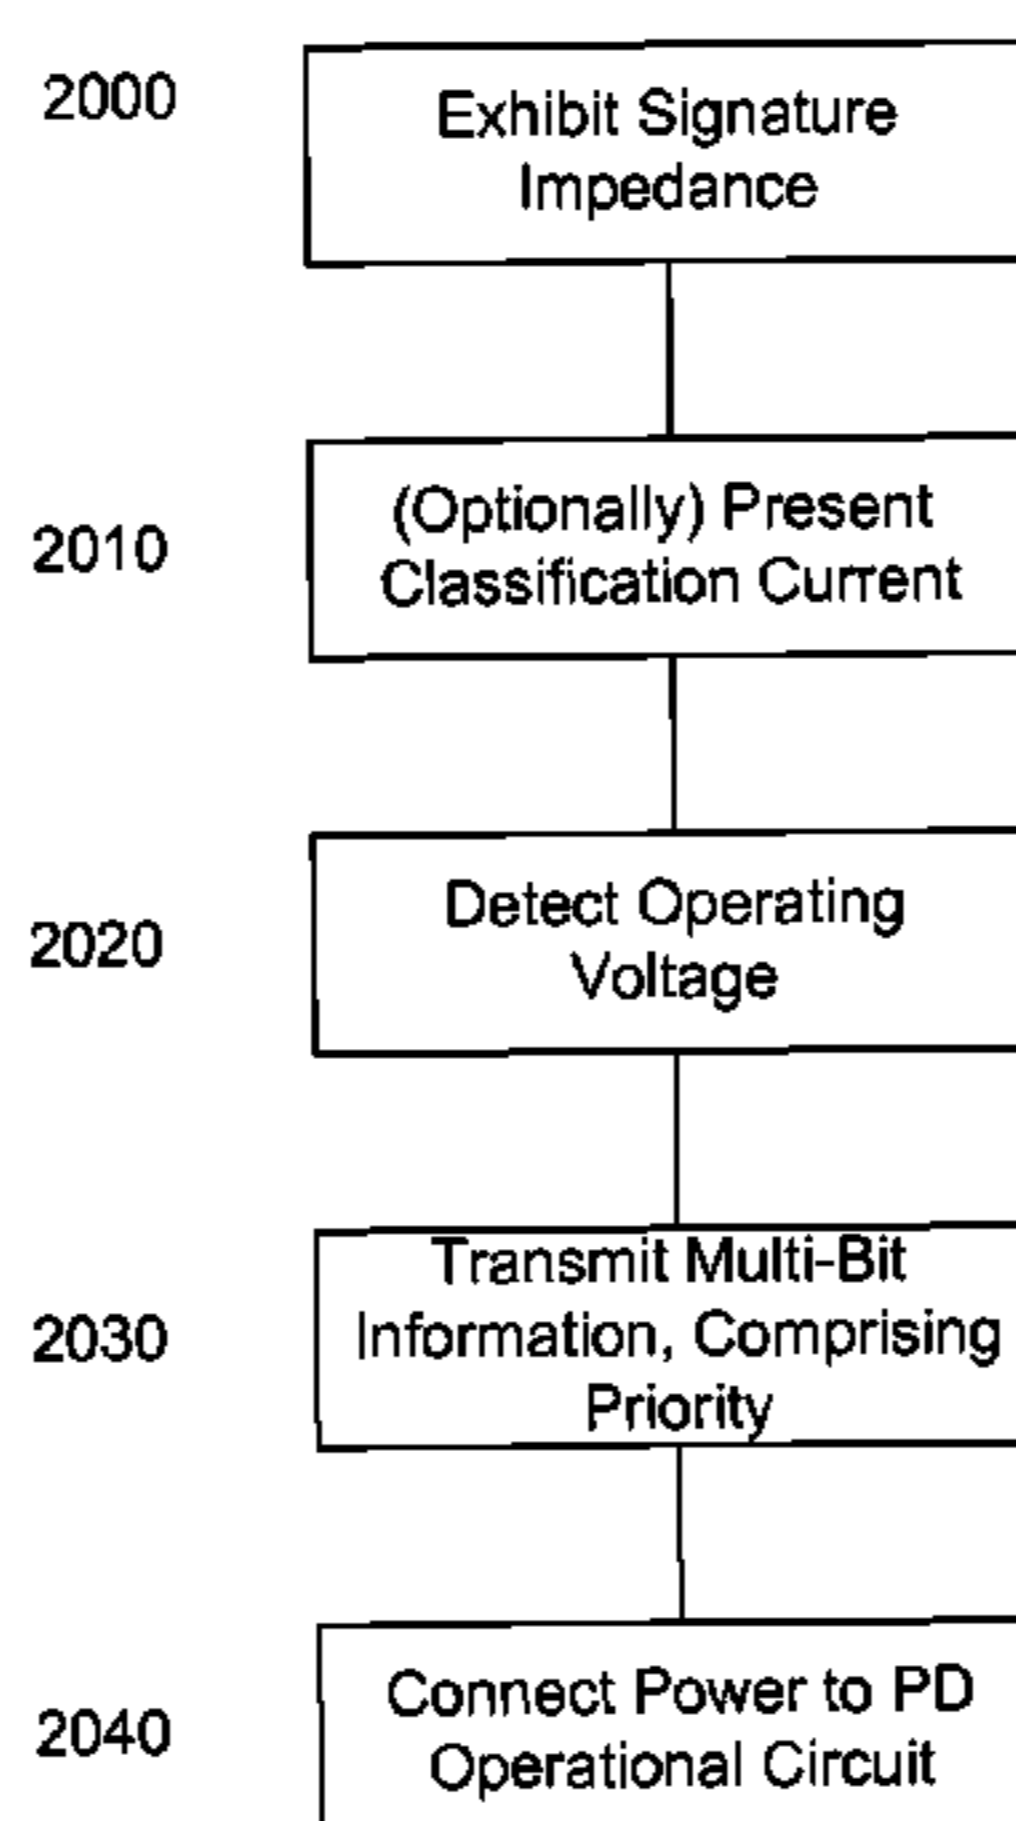 2000
Exhibit Signature
Impedance
2010
(Optionally) Present
Classification Current
2020
Detect Operating
Voltage
2030
Transmit Multi-Bit
Information, Comprising
Priority
2040
Connect Power to PD
Operational Circuit